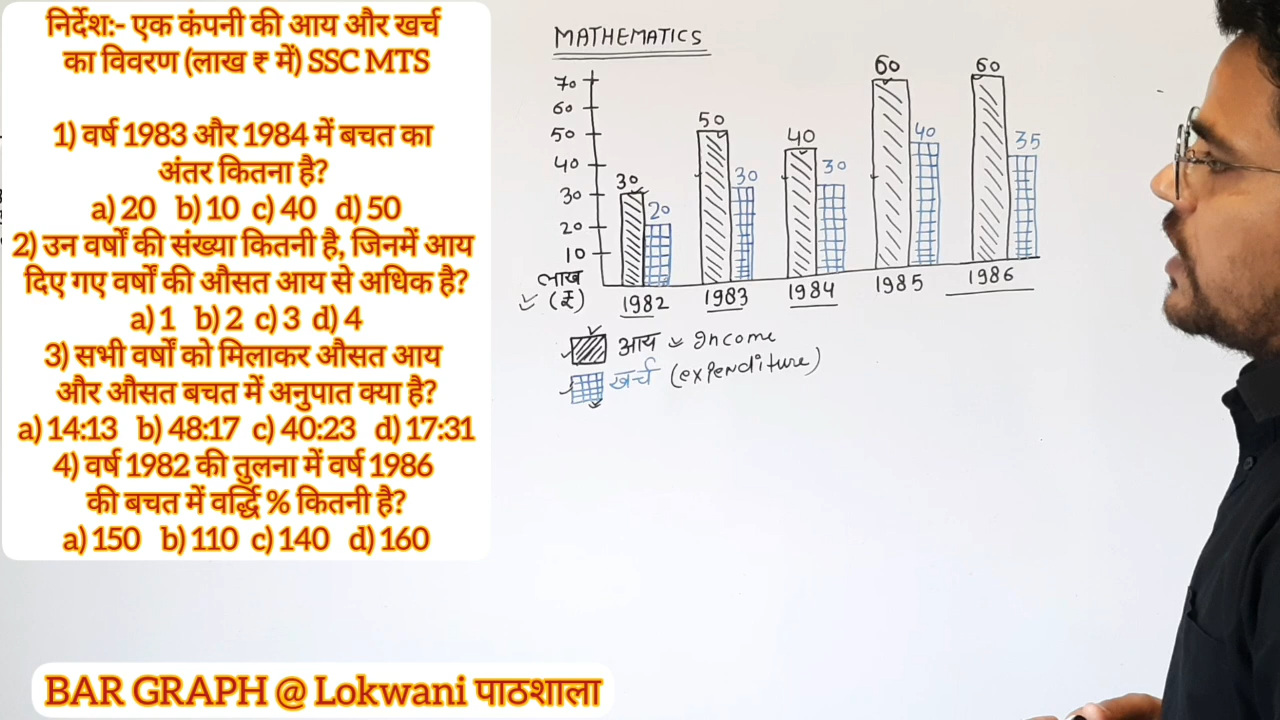 निर्देश:- एक कंपनी की आय और खर्च
का विवरण (लाख ₹ में) SSC MTS
1) वर्ष 1983 और 1984 में बचत का
अंतर कितना है?
a) 20 b) 10 c) 40 d) 50
2) उन वर्षों की संख्या कितनी है, जिनमें आय
दिए गए वर्षों की औसत आय से अधिक है?
a) 1 b) 2 c) 3 d) 4
3) सभी वर्षों को मिलाकर औसत आय
और औसत बचत में अनुपात क्या है?
a) 14:13 b) 48:17 c) 40:23 d) 17:31
4) वर्ष 1982 की तुलना में वर्ष 1986
की बचत में वर्द्धि % कितनी है?
a) 150 b) 110 c) 140 d) 160
MATHEMATICS
70
60
50
40
30
20
10
लाख
(₹)
30 20
50 30
40 30
60 40
60 35
1982 1983 1984 1985 1986
आय Income
खर्च (expenditure)
BAR GRAPH @ Lokwani पाठशाला